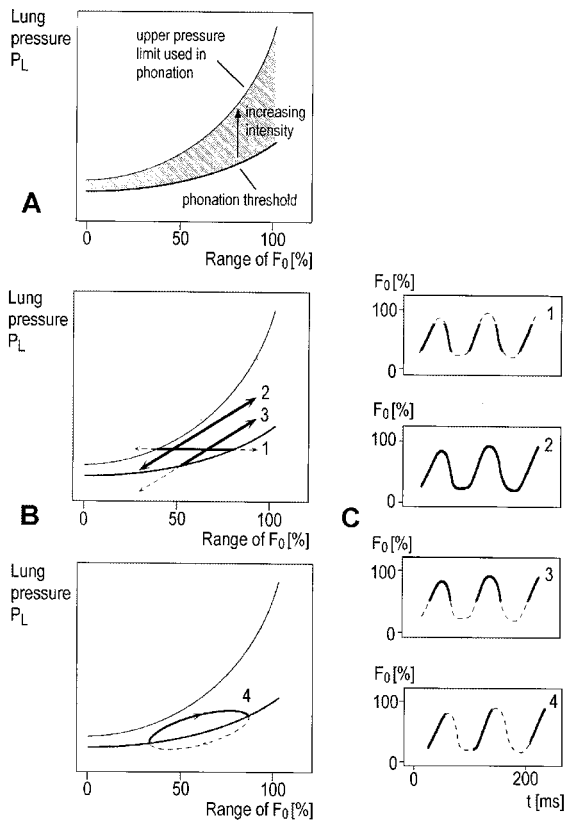 Lung
pressure
P_L
upper pressure
limit used in
phonation
increasing
intensity
phonation threshold
A
0 50 100
Range of F₀ [%]
Lung
pressure
P_L
2
3
1
B
0 50 100
Range of F₀ [%]
Lung
pressure
P_L
4
0 50 100
Range of F₀ [%]
C
F₀ [%]
100
0
1
F₀ [%]
100
0
2
F₀ [%]
100
0
3
F₀ [%]
100
0
4
0 200
t [ms]